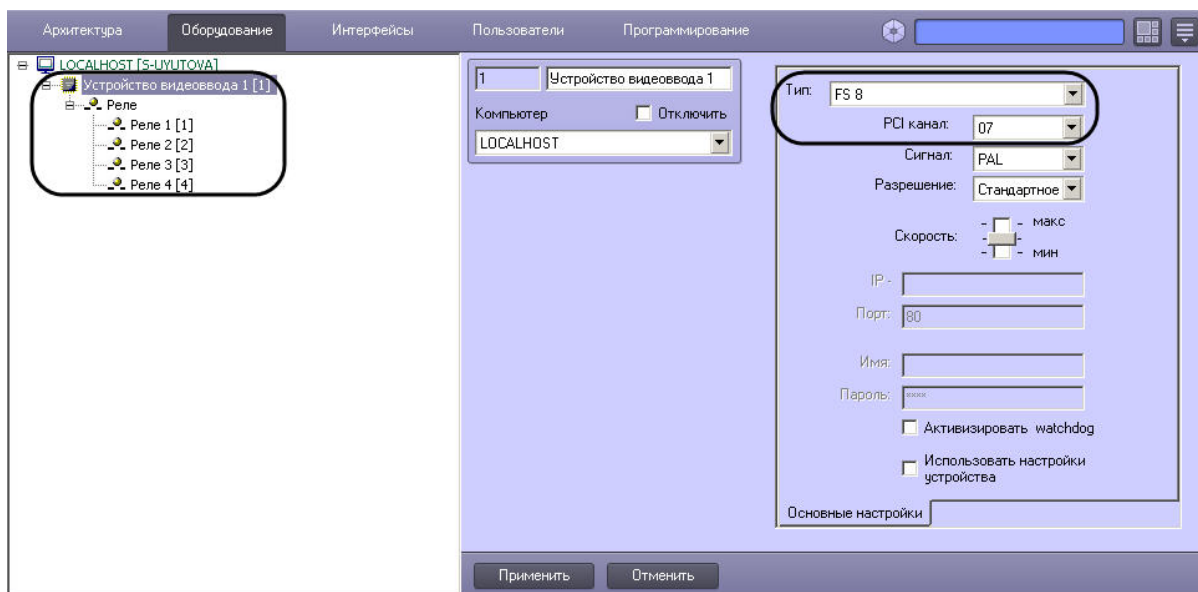 Архитектура Оборудование Интерфейсы Пользователи Программирование
LOCALHOST [S-UYUTOVA]
Устройство видеоввода 1 [1]
Реле
Реле 1 [1]
Реле 2 [2]
Реле 3 [3]
Реле 4 [4]
1 Устройство видеоввода 1
Компьютер Отключить
LOCALHOST
Тип: FS 8
PCI канал: 07
Сигнал: PAL
Разрешение: Стандартное
Скорость: - - макс
- -
- - мин
IP -
Порт: 80
Имя:
Пароль: ××××
Активизировать watchdog
Использовать настройки
устройства
Основные настройки
Применить Отменить